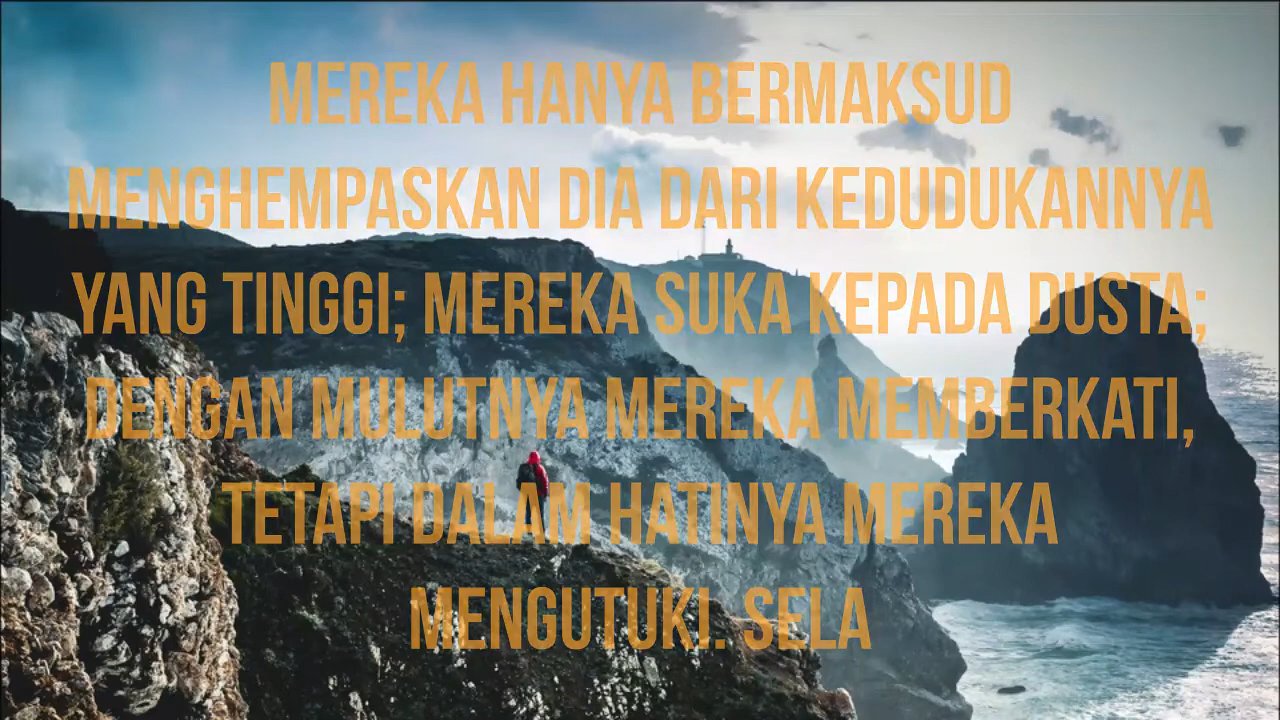 MEREKA HANYA BERMAKSUD
MENGHEMPASKAN DIA DARI KEDUDUKANNYA
YANG TINGGI; MEREKA SUKA KEPADA DUSTA;
DENGAN MULUTNYA MEREKA MEMBERKATI,
TETAPI DALAM HATINYA MEREKA
MENGUTUKI. SELA